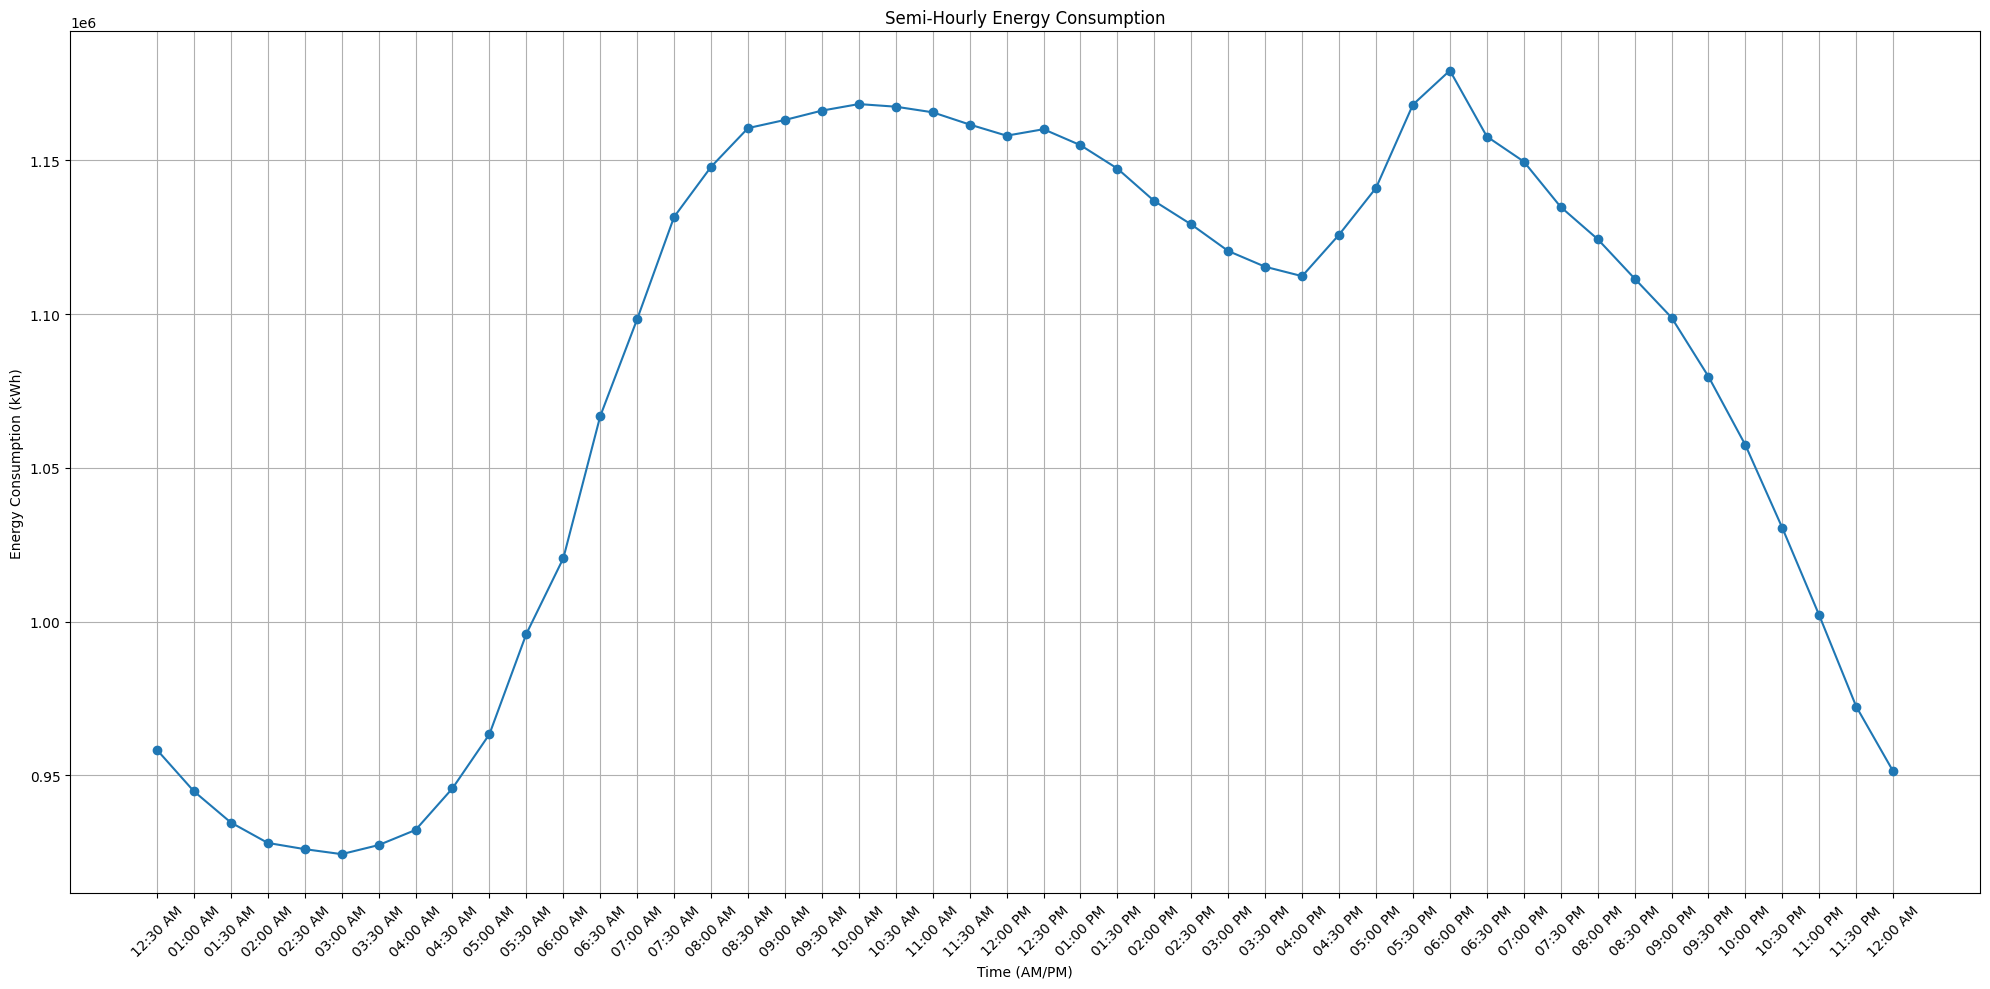 Semi-Hourly Energy Consumption
1e6
Energy Consumption (kWh)
1.15
1.10
1.05
1.00
0.95
12:30 AM
01:00 AM
01:30 AM
02:00 AM
02:30 AM
03:00 AM
03:30 AM
04:00 AM
04:30 AM
05:00 AM
05:30 AM
06:00 AM
06:30 AM
07:00 AM
07:30 AM
08:00 AM
08:30 AM
09:00 AM
09:30 AM
10:00 AM
10:30 AM
11:00 AM
11:30 AM
12:00 PM
12:30 PM
01:00 PM
01:30 PM
02:00 PM
02:30 PM
03:00 PM
03:30 PM
04:00 PM
04:30 PM
05:00 PM
05:30 PM
06:00 PM
06:30 PM
07:00 PM
07:30 PM
08:00 PM
08:30 PM
09:00 PM
09:30 PM
10:00 PM
10:30 PM
11:00 PM
11:30 PM
12:00 AM
Time (AM/PM)